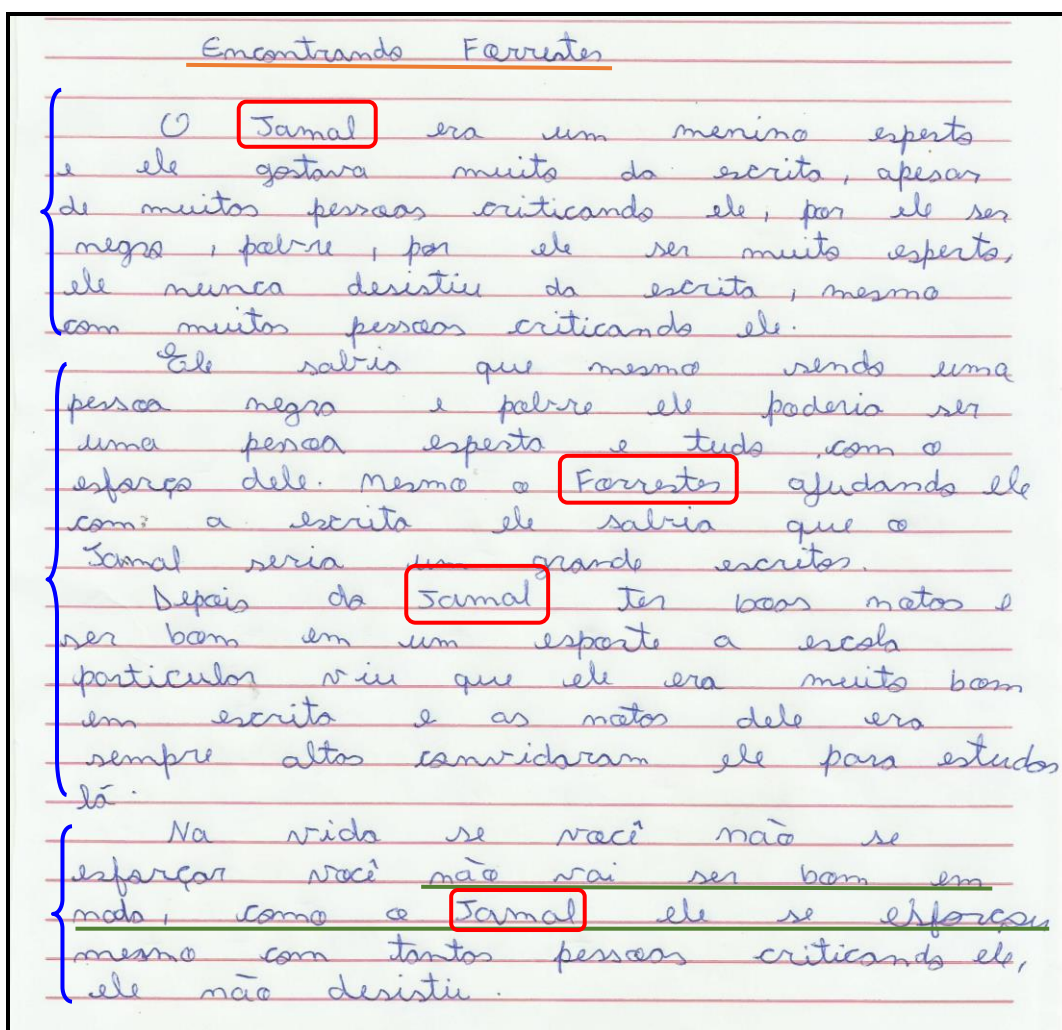 Encontrando Forrester
O Jamal era um menino esperto
e ele gostava muito da escrita, apesar
de muitas pessoas criticando ele, por ele ser
negro, pobre, por ele ser muito esperto,
ele nunca desistiu da escrita, mesmo
com muitas pessoas criticando ele.
Ele sabia que mesmo sendo uma
pessoa negra e pobre ele poderia ser
uma pessoa esperta e tudo, com o
esforço dele. Mesmo o Forrester ajudando ele
com a escrita ele sabria que o
Jamal seria um grande escritor.
Depois do Jamal ter boas notas e
ser bom em um esporte a escola
particular viu que ele era muito bom
em escrita e as notas dele era
sempre altas convidaram ele para estudar
lá.
Na vida se você não se
esforçar você não vai ser bom em
nada, como o Jamal ele se esforçou
mesmo com tantas pessoas criticando ele,
ele não desistiu.